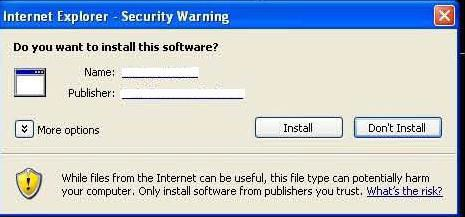 Internet Explorer - Security Warning
Do you want to install this software?
Name:
Publisher:
More options
Install
Don't Install
While files from the Internet can be useful, this file type can potentially harm
your computer. Only install software from publishers you trust. What's the risk?